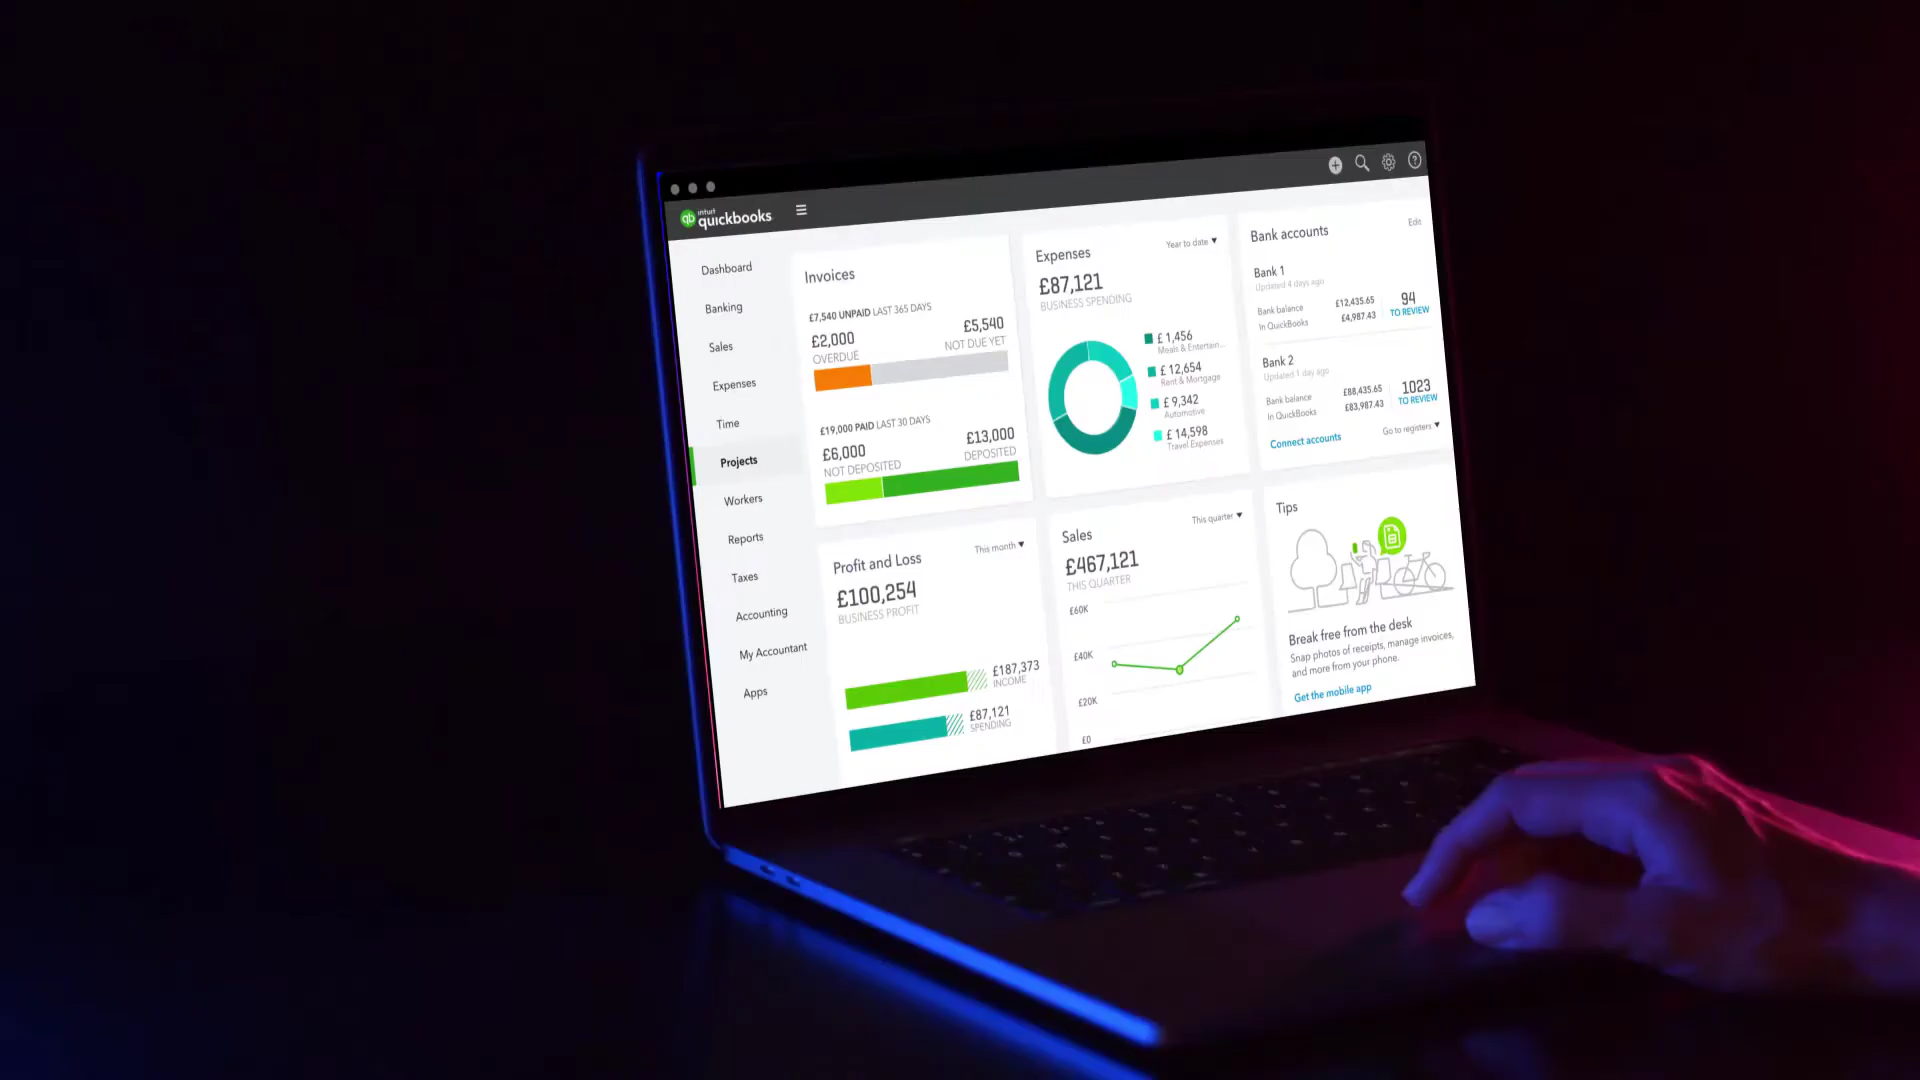 qb intuit quickbooks
Dashboard
Banking
Sales
Expenses
Time
Projects
Workers
Reports
Taxes
Accounting
My Accountant
Apps
Invoices
£7,540 UNPAID LAST 365 DAYS
£2,000 £5,540
OVERDUE NOT DUE YET
£19,000 PAID LAST 30 DAYS
£6,000 £13,000
NOT DEPOSITED DEPOSITED
Expenses Year to date
£87,121
BUSINESS SPENDING
£ 1,456
Meals & Entertain...
£ 12,654
Rent & Mortgage
£ 9,342
Automotive
£ 14,598
Travel Expenses
Bank accounts Edit
Bank 1
Updated 4 days ago
Bank balance £12,435.65 94
In QuickBooks £4,987.43 TO REVIEW
Bank 2
Updated 1 day ago
Bank balance £88,435.65 1023
In QuickBooks £83,987.43 TO REVIEW
Connect accounts Go to registers
Profit and Loss This month
£100,254
BUSINESS PROFIT
£187,373
INCOME
£87,121
SPENDING
Sales This quarter
£467,121
THIS QUARTER
£60K
£40K
£20K
£0
Tips
Break free from the desk
Snap photos of receipts, manage invoices,
and more from your phone.
Get the mobile app